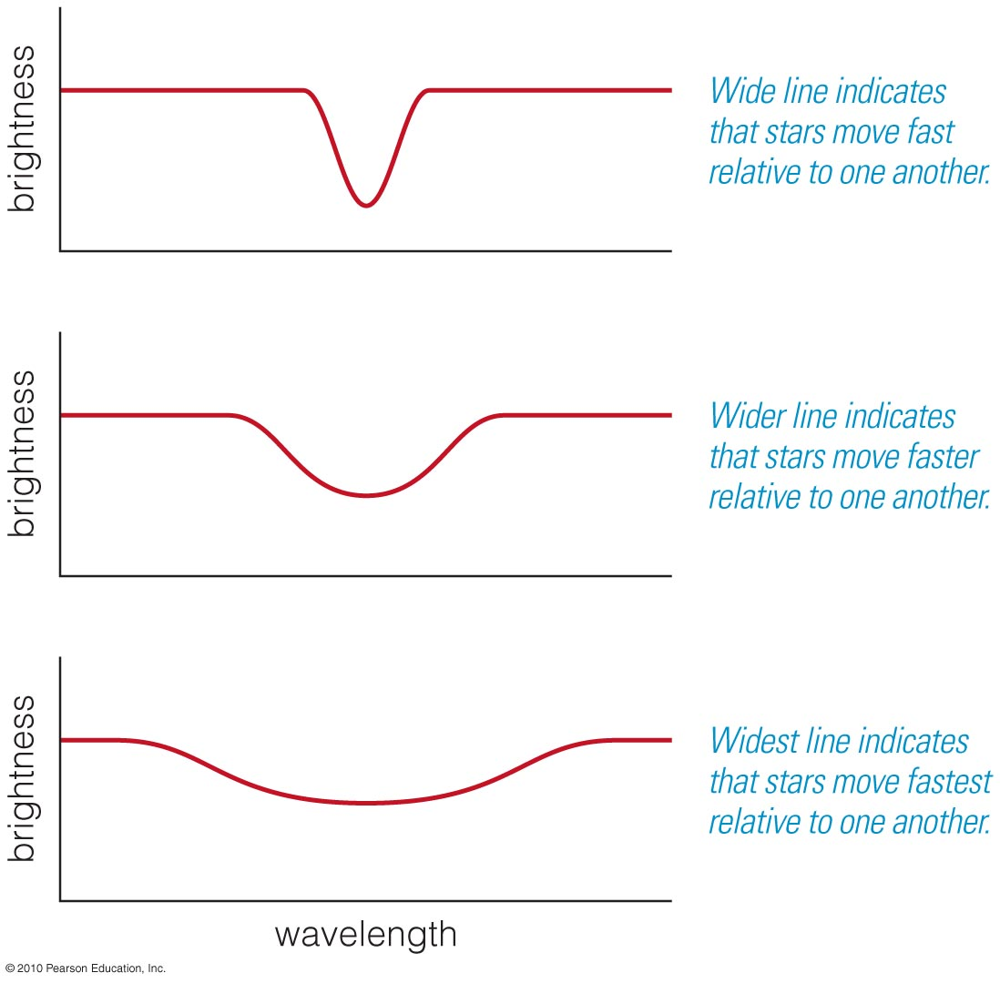 brightness
Wide line indicates
that stars move fast
relative to one another.
brightness
Wider line indicates
that stars move faster
relative to one another.
brightness
Widest line indicates
that stars move fastest
relative to one another.
wavelength
© 2010 Pearson Education, Inc.